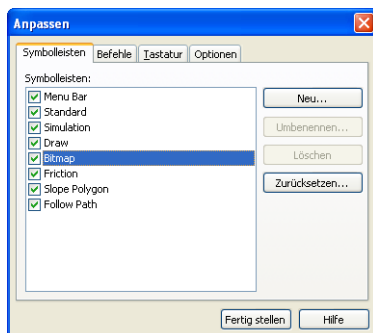 Anpassen
Symbolleisten Befehle Tastatur Optionen
Symbolleisten:
Menu Bar
Standard
Simulation
Draw
Bitmap
Friction
Slope Polygon
Follow Path
Neu...
Umbenennen...
Löschen
Zurücksetzen...
Fertig stellen Hilfe